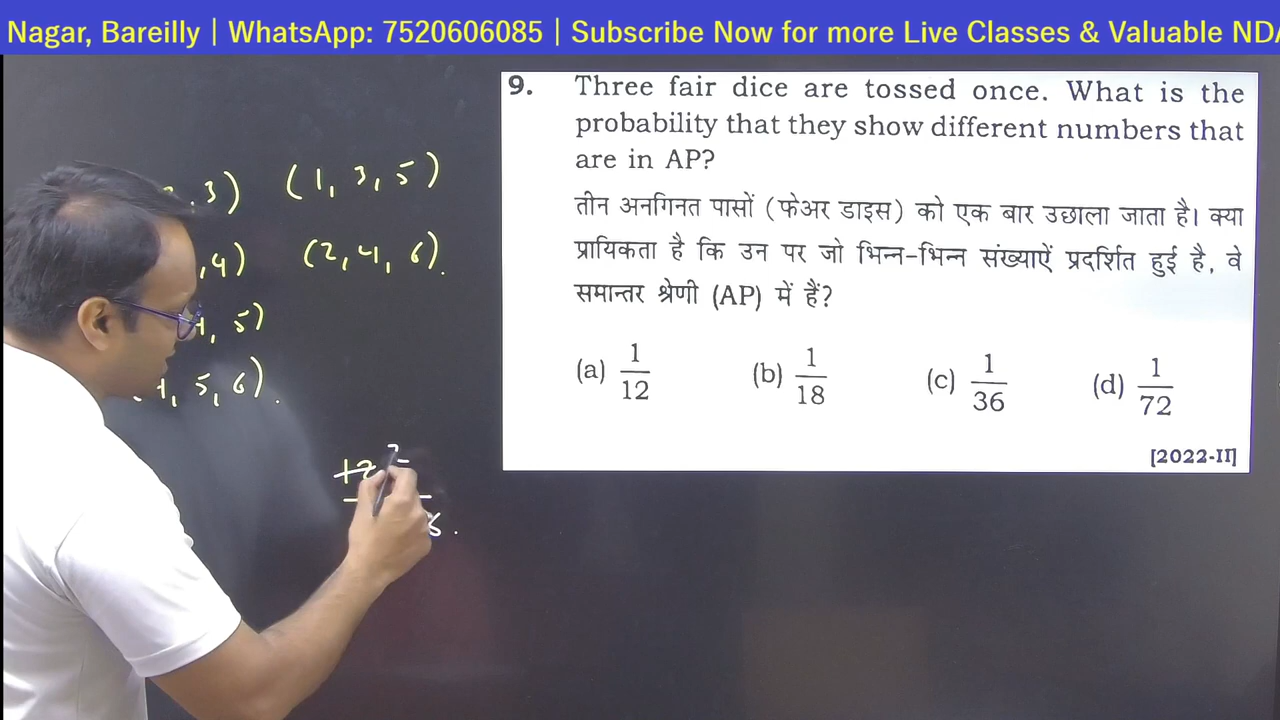 Nagar, Bareilly | WhatsApp: 7520606085 | Subscribe Now for more Live Classes & Valuable ND
9. Three fair dice are tossed once. What is the
probability that they show different numbers that
are in AP?
तीन अनगिनत पासों (फेअर डाइस) को एक बार उछाला जाता है। क्या
प्रायिकता है कि उन पर जो भिन्न-भिन्न संख्याऐं प्रदर्शित हुई है, वे
समान्तर श्रेणी (AP) में हैं?
(a) 1/12 (b) 1/18 (c) 1/36 (d) 1/72
[2022-II]
, 3) (1, 3, 5)
, 4) (2, 4, 6).
, 5)
, 5, 6).